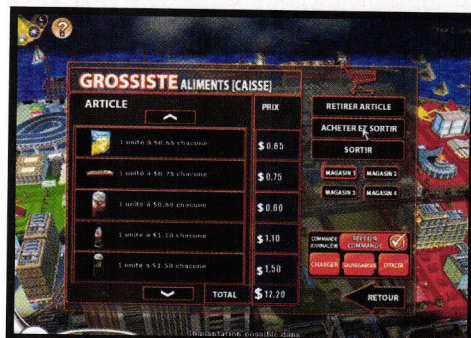 GROSSISTE ALIMENTS (CAISSE)
ARTICLE
PRIX
1 unité à $0.65 chacune
$ 0.65
1 unité à $0.75 chacune
$ 0.75
1 unité à $0.60 chacune
$ 0.60
1 unité à $1.10 chacune
$ 1,10
1 unité à $1.50 chacune
$ 1,50
TOTAL
$ 12.20
RETIRER ARTICLE
ACHETER ET SORTIR
SORTIR
MAGASIN 1
MAGASIN 2
MAGASIN 3
MAGASIN 4
COMMANDE
JOURNALIÈRE
COMMANDE
CHARGER
SAUVEGARDER
EFFACER
RETOUR
Implantation possible dans